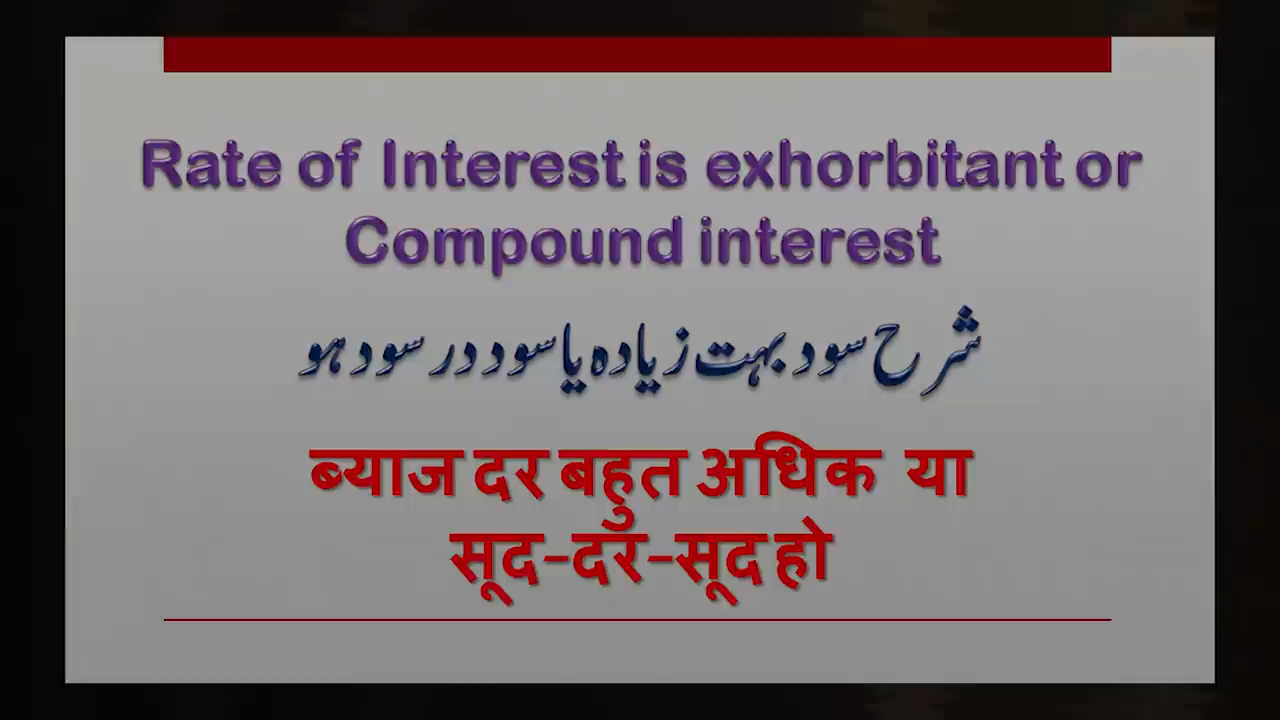 Rate of Interest is exhorbitant or
Compound interest
شرح سود بہت زیادہ یا سود در سود ہو
ब्याज दर बहुत अधिक या
सूद-दर-सूद हो